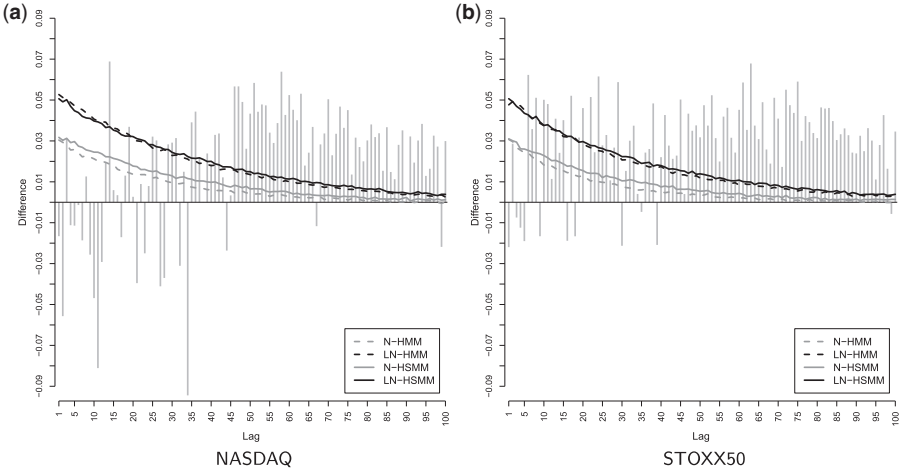 (a)
0.09
0.07
0.05
0.03
0.01
−0.01
−0.03
−0.05
−0.07
−0.09
Difference
N−HMM
LN−HMM
N−HSMM
LN−HSMM
1 5 10 15 20 25 30 35 40 45 50 55 60 65 70 75 80 85 90 95 100
Lag
NASDAQ
(b)
0.09
0.07
0.05
0.03
0.01
−0.01
−0.03
−0.05
−0.07
−0.09
Difference
N−HMM
LN−HMM
N−HSMM
LN−HSMM
1 5 10 15 20 25 30 35 40 45 50 55 60 65 70 75 80 85 90 95 100
Lag
STOXX50